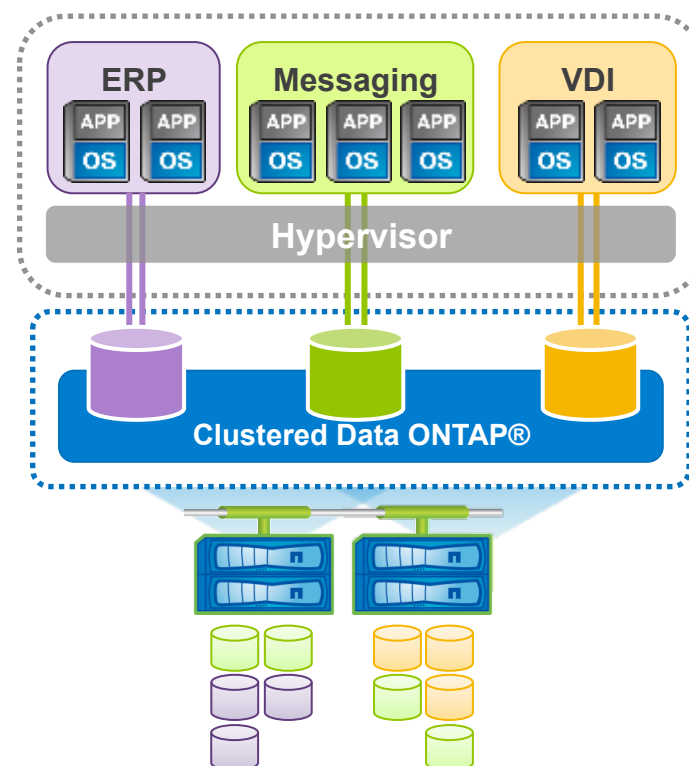 ERP Messaging VDI
APP APP APP APP APP APP APP
OS OS OS OS OS OS OS
Hypervisor
Clustered Data ONTAP®